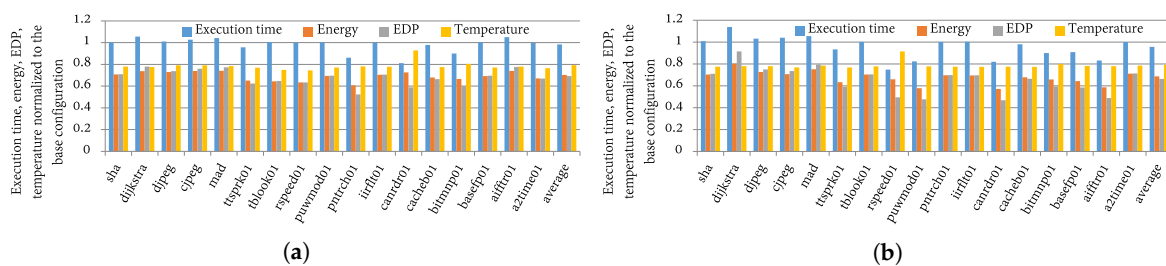 Execution time, energy, EDP,
temperature normalized to the
base configuration
1.2
1
0.8
0.6
0.4
0.2
0
Execution time
Energy
EDP
Temperature
sha
dijkstra
djpeg
cjpeg
mad
ttsprk01
tblook01
rspeed01
puwmod01
pntrch01
iirflt01
canrdr01
cacheb01
bitmnp01
basefp01
aifftr01
a2time01
average
(a)
Execution time, energy, EDP,
temperature normalized to the
base configuration
1.2
1
0.8
0.6
0.4
0.2
0
Execution time
Energy
EDP
Temperature
sha
dijkstra
djpeg
cjpeg
mad
ttsprk01
tblook01
rspeed01
puwmod01
pntrch01
iirflt01
canrdr01
cacheb01
bitmnp01
basefp01
aifftr01
a2time01
average
(b)